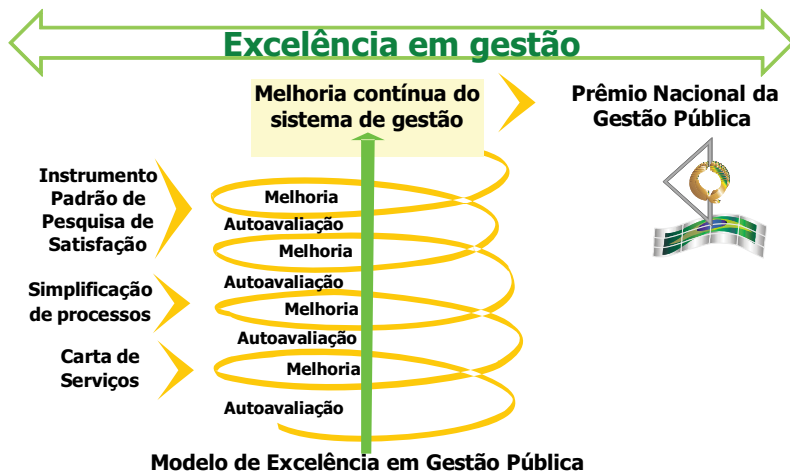 Excelência em gestão
Melhoria contínua do
sistema de gestão
Prêmio Nacional da
Gestão Pública
Instrumento
Padrão de
Pesquisa de
Satisfação
Melhoria
Autoavaliação
Melhoria
Simplificação
de processos
Autoavaliação
Melhoria
Autoavaliação
Carta de
Serviços
Melhoria
Autoavaliação
Modelo de Excelência em Gestão Pública